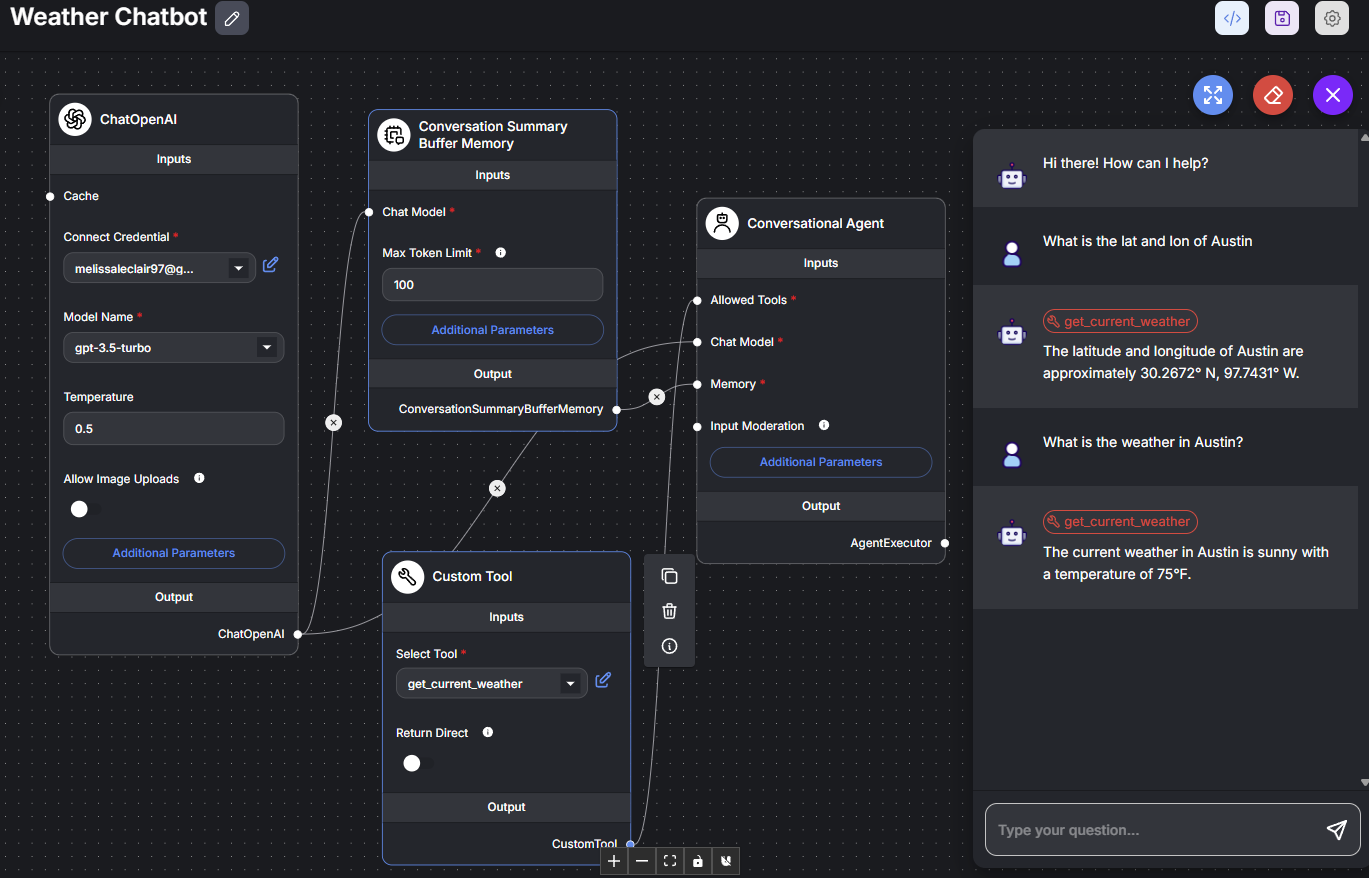 Weather Chatbot
ChatOpenAI
Inputs
Cache
Connect Credential *
melissaleclair97@g...
Model Name *
gpt-3.5-turbo
Temperature
0.5
Allow Image Uploads
Additional Parameters
Output
ChatOpenAI
Conversation Summary
Buffer Memory
Inputs
Chat Model *
Max Token Limit *
100
Additional Parameters
Output
ConversationSummaryBufferMemory
Custom Tool
Inputs
Select Tool *
get_current_weather
Return Direct
Output
CustomTool
Conversational Agent
Inputs
Allowed Tools *
Chat Model *
Memory *
Input Moderation
Additional Parameters
Output
AgentExecutor
Hi there! How can I help?
What is the lat and lon of Austin
get_current_weather
The latitude and longitude of Austin are
approximately 30.2672° N, 97.7431° W.
What is the weather in Austin?
get_current_weather
The current weather in Austin is sunny with
a temperature of 75°F.
Type your question...